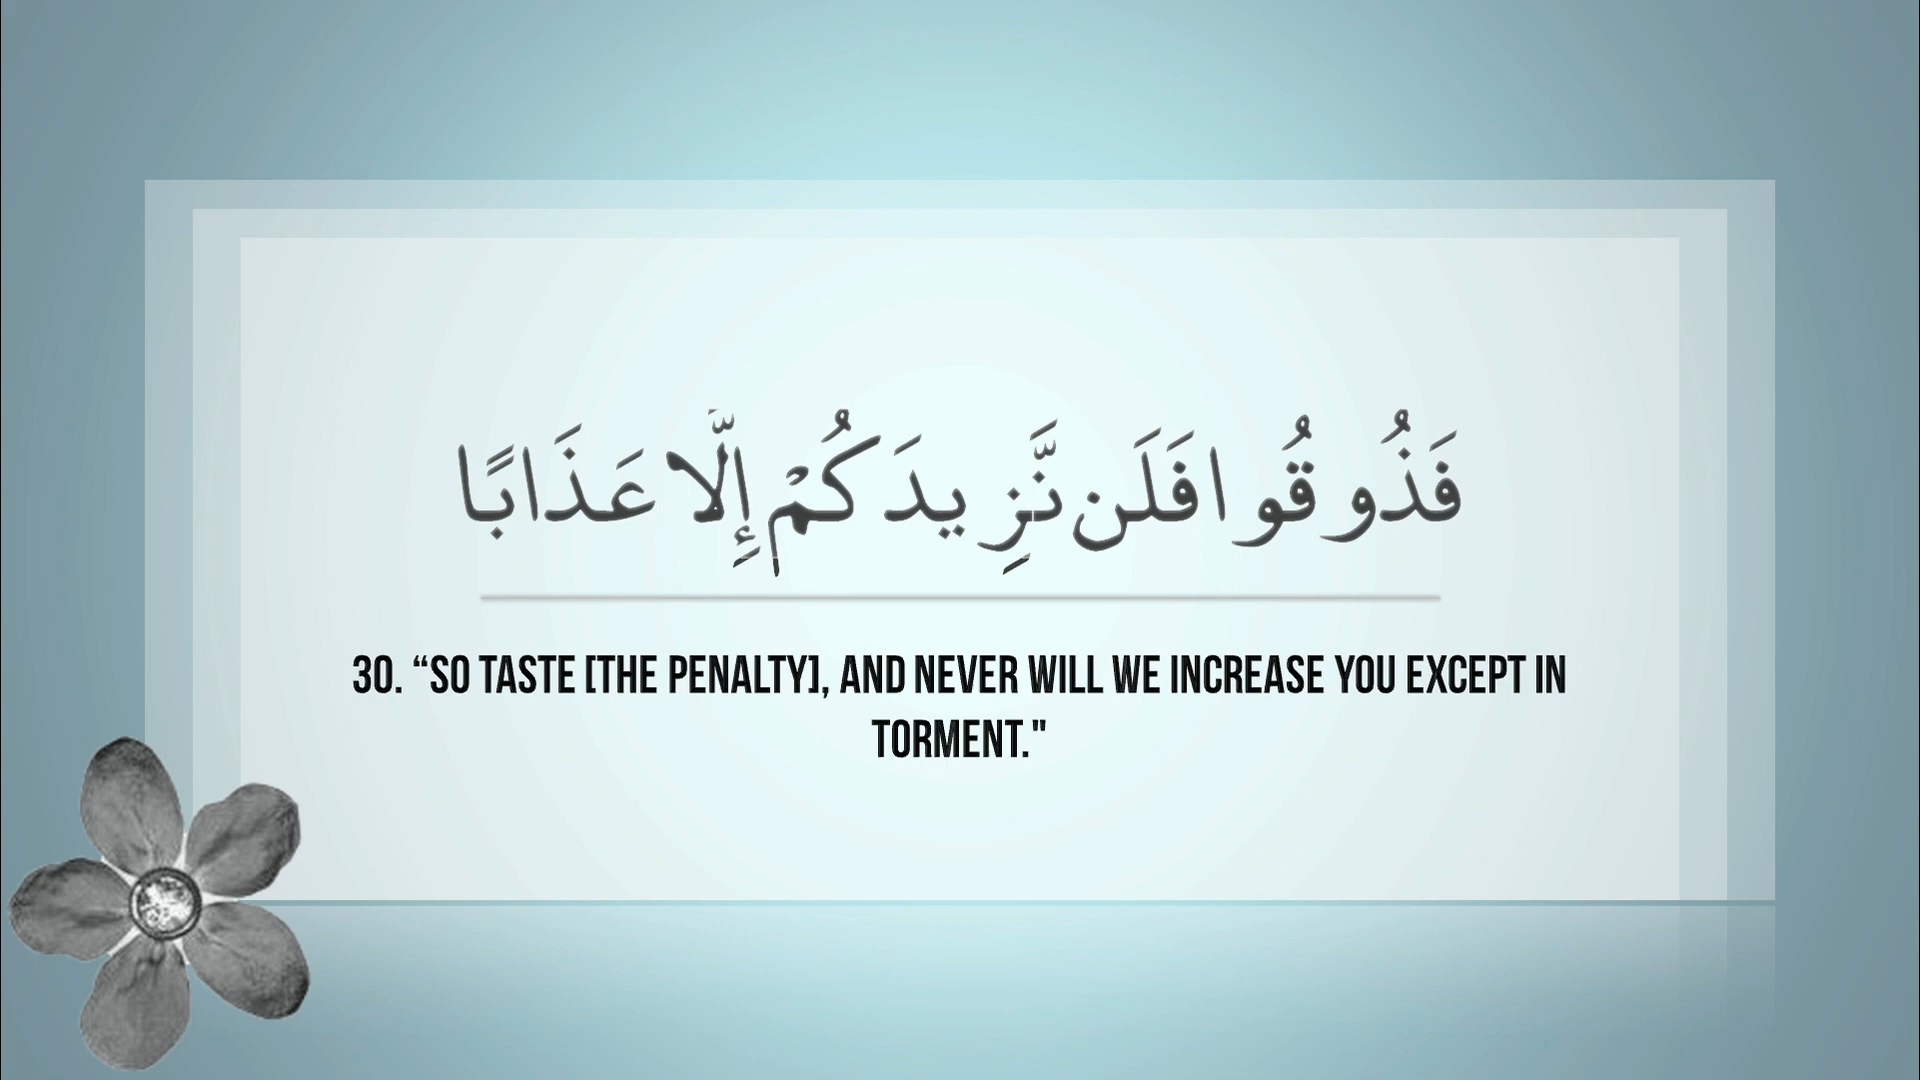 فَذُوقُوا فَلَن نَّزِيدَكُمْ إِلَّا عَذَابًا
30. “SO TASTE [THE PENALTY], AND NEVER WILL WE INCREASE YOU EXCEPT IN
TORMENT."